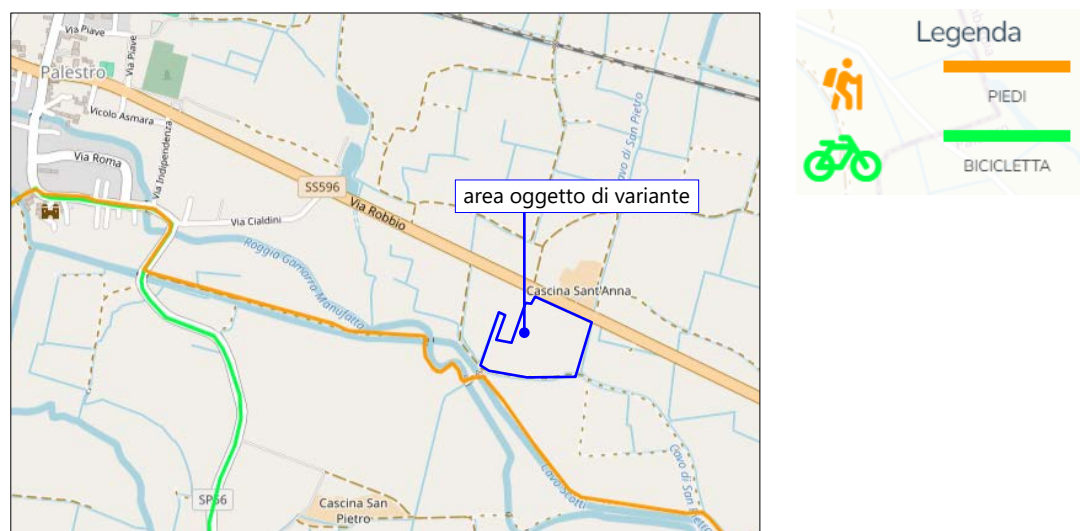 Via Piave
Via Piave
Palestro
Vicolo Asmara
Via Roma
Via Indipendenza
SS596
Via Cialdini
Via Robbio
Roggia Gamarra Manufatta
Cavo di San Pietro
area oggetto di variante
Cascina Sant'Anna
Cavo Scotti
Cavo di San Pietro
SP56
Cascina San
Pietro
Legenda
PIEDI
BICICLETTA